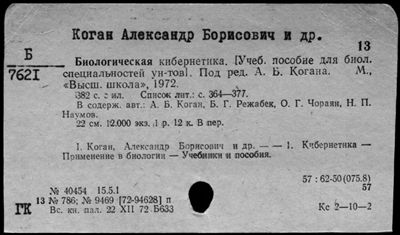 Коган Александр Борисович и др.
13
Б
7621
Биологическая кибернетика. [Учеб. пособие для биол.
специальностей ун-тов]. Под ред. А. Б. Когана. М.,
«Высш. школа», 1972.
382 с. с ил. Список лит.: с. 364—377.
В содерж. авт.: А. Б. Коган, Б. Г. Режабек, О. Г. Чораян, Н. П.
Наумов.
22 см. 12.000 экз. 1 р. 12 к. В пер.
1. Коган, Александр Борисович и др. — — 1. Кибернетика —
Применение в биологии — Учебники и пособия.
57 : 62-50 (075.8)
57
№ 40454 15.5.1
13 № 786; № 9469 [72-94628] п
ГК Вс. кн. пал. 22 XII 72 Б633
Кс 2—10—2